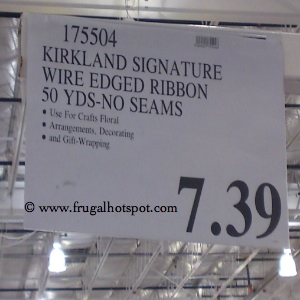 175504
KIRKLAND SIGNATURE
WIRE EDGED RIBBON
50 YDS-NO SEAMS
• Use For Crafts Floral
• Arrangements, Decorating
• and Gift-Wrapping
7.39
© www.frugalhotspot.com